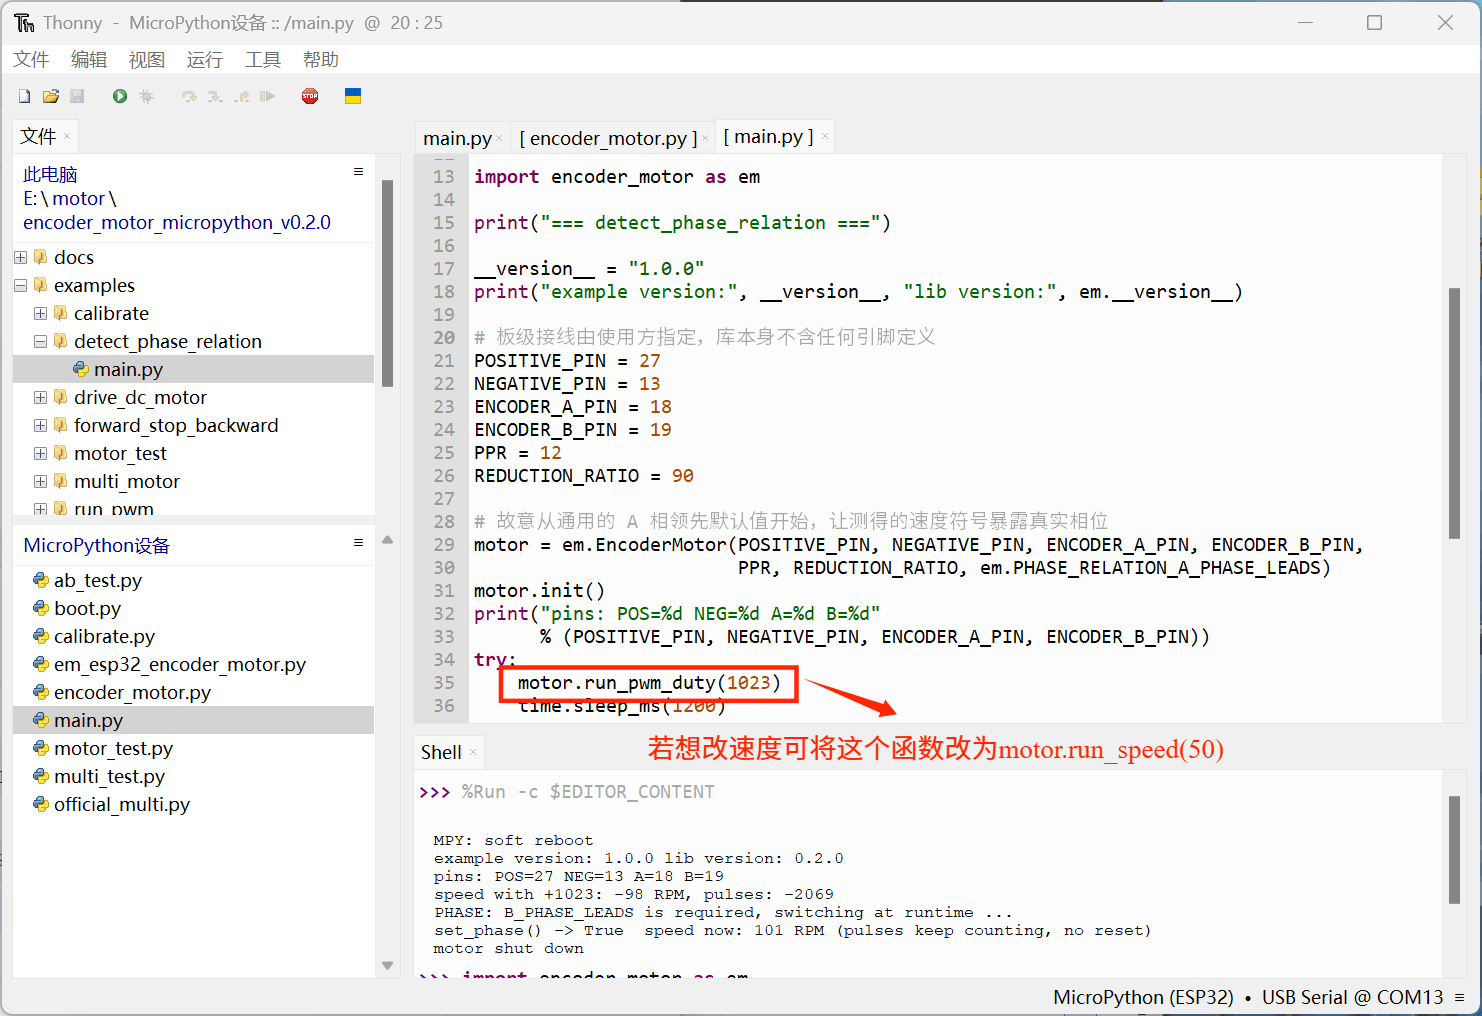 Thonny - MicroPython设备 :: /main.py @ 20 : 25
文件 编辑 视图 运行 工具 帮助
STOP
文件
此电脑
E: \ motor \
encoder_motor_micropython_v0.2.0
docs
examples
calibrate
detect_phase_relation
main.py
drive_dc_motor
forward_stop_backward
motor_test
multi_motor
run_pwm
MicroPython设备
ab_test.py
boot.py
calibrate.py
em_esp32_encoder_motor.py
encoder_motor.py
main.py
motor_test.py
multi_test.py
official_multi.py
main.py [ encoder_motor.py ] [ main.py ]
13 import encoder_motor as em
14
15 print("=== detect_phase_relation ===")
16
17 __version__ = "1.0.0"
18 print("example version:", __version__, "lib version:", em.__version__)
19
20 # 板级接线由使用方指定，库本身不含任何引脚定义
21 POSITIVE_PIN = 27
22 NEGATIVE_PIN = 13
23 ENCODER_A_PIN = 18
24 ENCODER_B_PIN = 19
25 PPR = 12
26 REDUCTION_RATIO = 90
27
28 # 故意从通用的 A 相领先默认值开始，让测得的速度符号暴露真实相位
29 motor = em.EncoderMotor(POSITIVE_PIN, NEGATIVE_PIN, ENCODER_A_PIN, ENCODER_B_PIN,
30 PPR, REDUCTION_RATIO, em.PHASE_RELATION_A_PHASE_LEADS)
31 motor.init()
32 print("pins: POS=%d NEG=%d A=%d B=%d"
33 % (POSITIVE_PIN, NEGATIVE_PIN, ENCODER_A_PIN, ENCODER_B_PIN))
34 try:
35 motor.run_pwm_duty(1023)
36 time.sleep_ms(1200)
若想改速度可将这个函数改为motor.run_speed(50)
Shell
>>> %Run -c $EDITOR_CONTENT
MPY: soft reboot
example version: 1.0.0 lib version: 0.2.0
pins: POS=27 NEG=13 A=18 B=19
speed with +1023: -98 RPM, pulses: -2069
PHASE: B_PHASE_LEADS is required, switching at runtime ...
set_phase() -> True  speed now: 101 RPM (pulses keep counting, no reset)
motor shut down
>>> import encoder_motor as em
MicroPython (ESP32) • USB Serial @ COM13